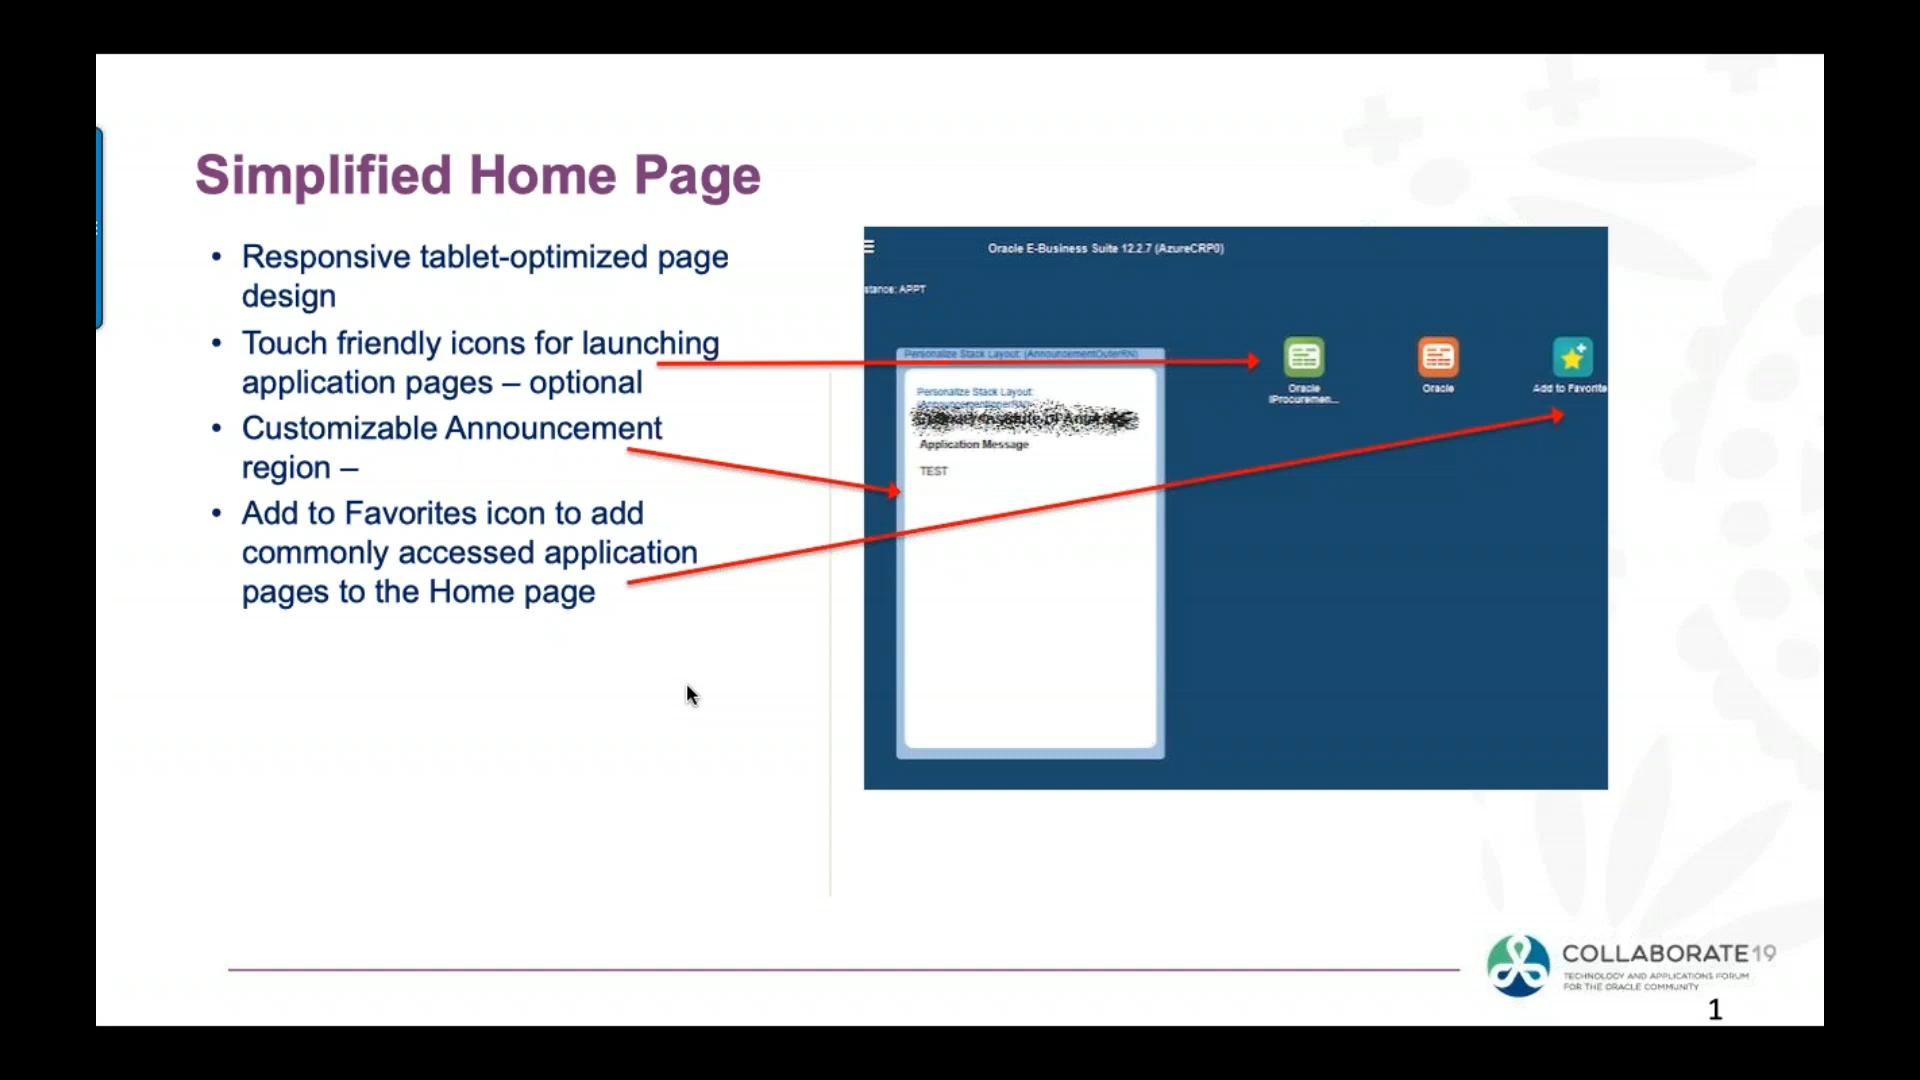 Simplified Home Page
• Responsive tablet-optimized page
design
• Touch friendly icons for launching
application pages – optional
• Customizable Announcement
region –
• Add to Favorites icon to add
commonly accessed application
pages to the Home page
Oracle E-Business Suite 12.2.7 (AzureCRP0)
stance: APPT
Personalize Stack Layout: (AnnouncementOuterRN)
Personalize Stack Layout:
Application Message
TEST
Oracle
iProcuremen...
Oracle
Add to Favorite
COLLABORATE19
TECHNOLOGY AND APPLICATIONS FORUM
FOR THE ORACLE COMMUNITY
1